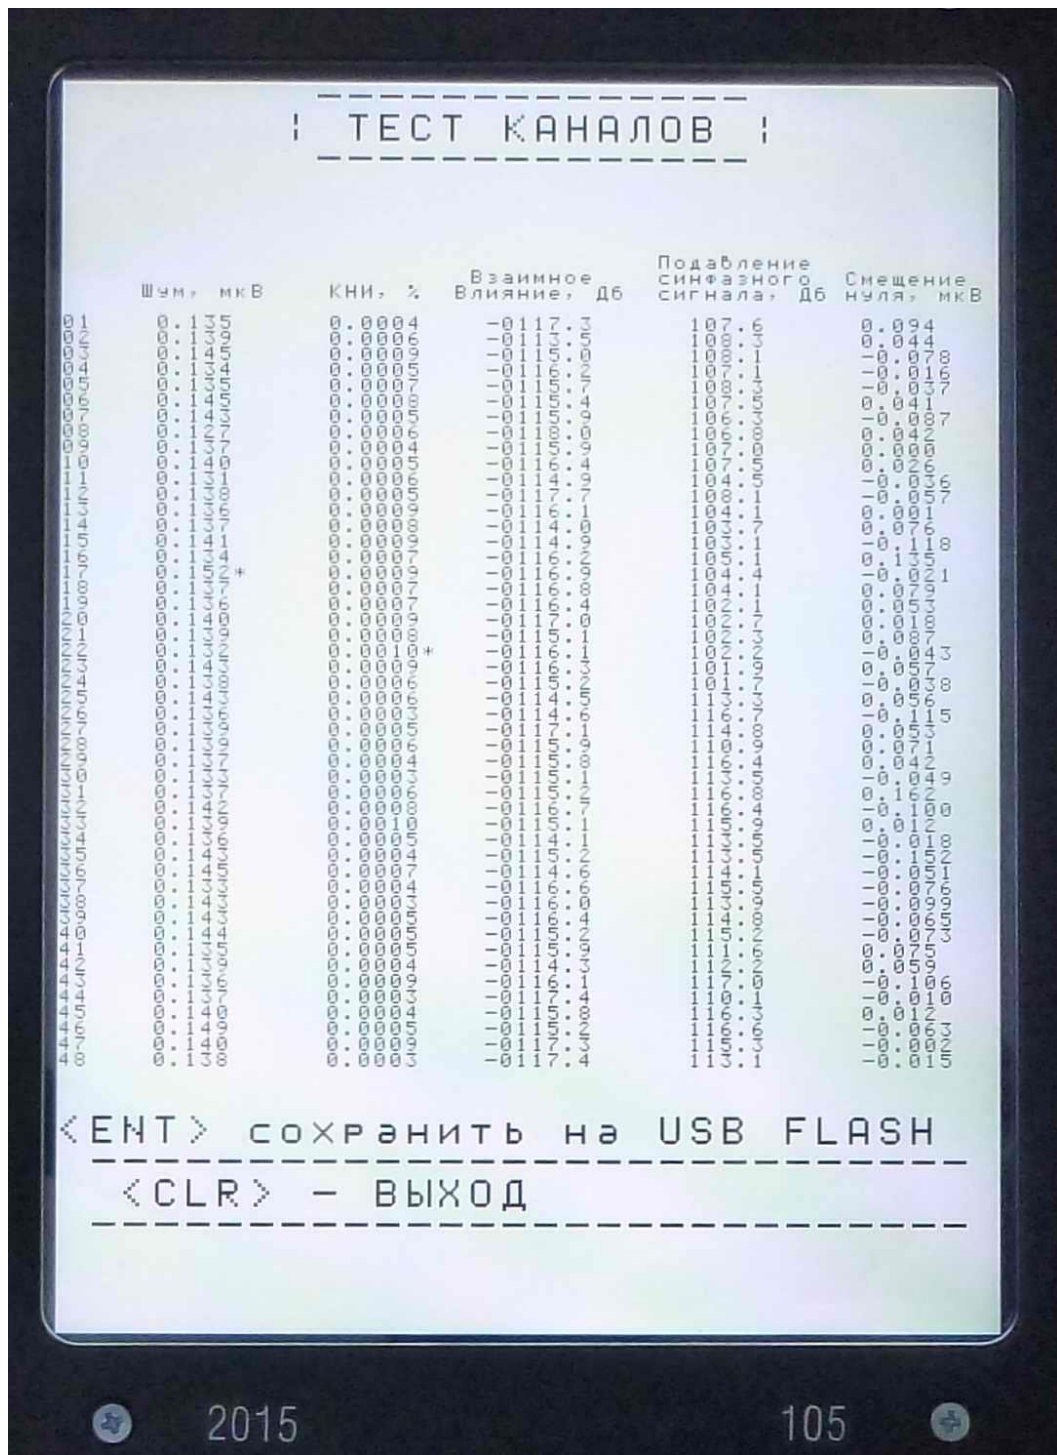 ТЕСТ КАНАЛОВ
Шум, мкВ КНИ, % Взаимное Влияние, Дб Подавление синфазного сигнала, Дб Смещение нуля, мкВ
01 0.135 0.0004 -0117.3 107.6 0.094
02 0.139 0.0006 -0113.5 108.3 0.044
03 0.145 0.0009 -0115.0 108.1 -0.078
04 0.134 0.0005 -0116.2 107.1 -0.016
05 0.135 0.0007 -0115.7 108.3 -0.037
06 0.145 0.0008 -0115.4 107.5 0.041
07 0.143 0.0005 -0115.9 106.3 -0.087
08 0.127 0.0006 -0118.0 106.8 0.042
09 0.137 0.0004 -0115.9 107.0 0.000
10 0.140 0.0005 -0116.4 107.5 0.026
11 0.131 0.0006 -0114.9 104.5 -0.036
12 0.138 0.0005 -0117.7 108.1 -0.057
13 0.136 0.0009 -0116.1 104.1 0.001
14 0.137 0.0008 -0114.0 103.7 0.076
15 0.141 0.0009 -0114.9 103.1 -0.118
16 0.134 0.0007 -0116.2 105.1 0.135
17 0.152* 0.0009 -0116.9 104.4 -0.021
18 0.137 0.0007 -0116.8 104.1 0.079
19 0.136 0.0007 -0116.4 102.1 0.053
20 0.140 0.0009 -0117.0 102.7 0.018
21 0.139 0.0008 -0115.1 102.3 0.087
22 0.132 0.0010* -0116.1 102.2 -0.043
23 0.143 0.0009 -0116.3 101.9 0.057
24 0.138 0.0006 -0115.2 101.7 -0.038
25 0.143 0.0006 -0114.5 113.3 0.056
26 0.136 0.0003 -0114.6 116.7 -0.115
27 0.139 0.0005 -0117.1 114.8 0.053
28 0.139 0.0006 -0115.9 110.9 0.071
29 0.137 0.0004 -0115.8 116.4 0.042
30 0.133 0.0003 -0115.1 113.5 -0.049
31 0.137 0.0006 -0115.2 116.8 0.162
32 0.142 0.0008 -0116.7 116.4 -0.100
33 0.139 0.0010 -0115.1 115.9 0.012
34 0.136 0.0005 -0114.1 113.5 -0.018
35 0.143 0.0004 -0115.2 113.5 -0.152
36 0.145 0.0007 -0114.6 114.1 -0.051
37 0.133 0.0004 -0116.6 115.5 -0.076
38 0.143 0.0003 -0116.0 113.9 -0.099
39 0.143 0.0005 -0116.4 114.8 -0.065
40 0.144 0.0005 -0115.2 115.2 -0.073
41 0.135 0.0005 -0115.9 111.6 0.075
42 0.139 0.0004 -0114.3 112.2 0.059
43 0.136 0.0009 -0116.1 117.0 -0.106
44 0.137 0.0003 -0117.4 110.1 -0.010
45 0.140 0.0004 -0115.8 116.3 0.012
46 0.149 0.0005 -0115.2 116.6 -0.063
47 0.140 0.0009 -0117.3 115.3 -0.002
48 0.138 0.0003 -0117.4 113.1 -0.015
<ENT> сохранить на USB FLASH
<CLR> - ВЫХОД
2015 105